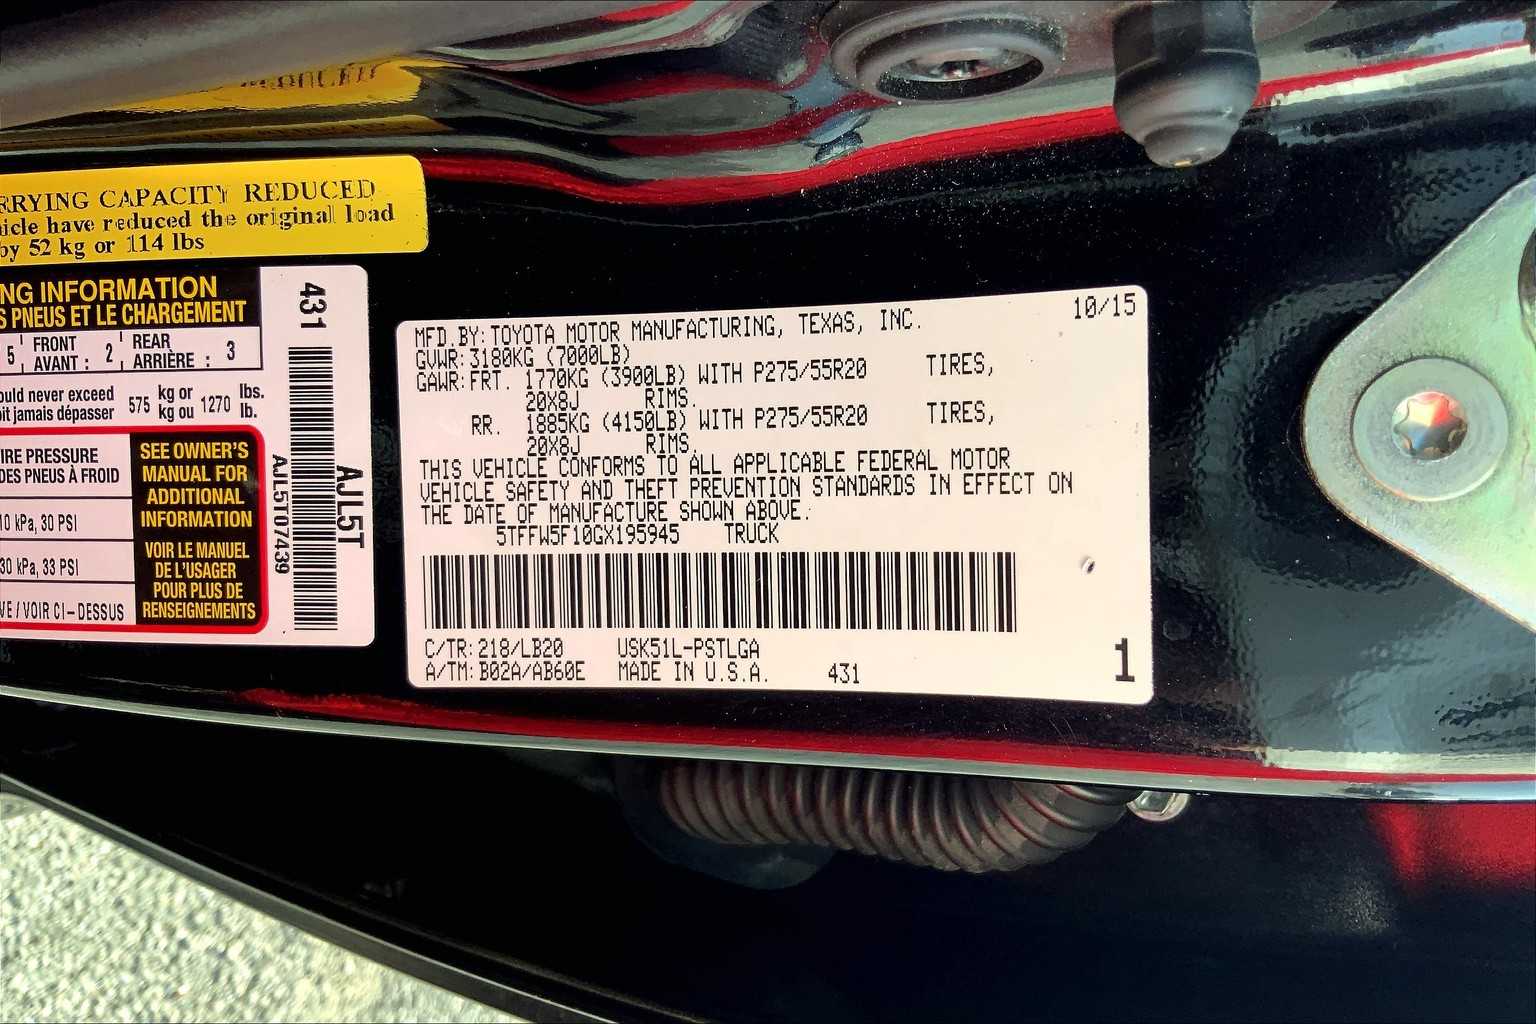 RRYING CAPACITY REDUCED
icle have reduced the original load
by 52 kg or 114 lbs
NG INFORMATION
S PNEUS ET LE CHARGEMENT
5 FRONT AVANT : 2 REAR ARRIÈRE : 3
ould never exceed
oit jamais dépasser
575 kg or kg ou 1270 lbs. lb.
IRE PRESSURE
DES PNEUS À FROID
10 kPa, 30 PSI
30 kPa, 33 PSI
VE / VOIR CI-DESSUS
SEE OWNER'S
MANUAL FOR
ADDITIONAL
INFORMATION
VOIR LE MANUEL
DE L'USAGER
POUR PLUS DE
RENSEIGNEMENTS
431
AJL5T07439
AJL5T
10/15
MFD.BY:TOYOTA MOTOR MANUFACTURING, TEXAS, INC.
GVWR:3180KG (7000LB)
GAWR:FRT. 1770KG (3900LB) WITH P275/55R20 TIRES,
20X8J RIMS.
RR. 1885KG (4150LB) WITH P275/55R20 TIRES,
20X8J RIMS.
THIS VEHICLE CONFORMS TO ALL APPLICABLE FEDERAL MOTOR
VEHICLE SAFETY AND THEFT PREVENTION STANDARDS IN EFFECT ON
THE DATE OF MANUFACTURE SHOWN ABOVE.
5TFFW5F10GX195945 TRUCK
C/TR:218/LB20 USK51L-PSTLGA
A/TM:B02A/AB60E MADE IN U.S.A. 431
1